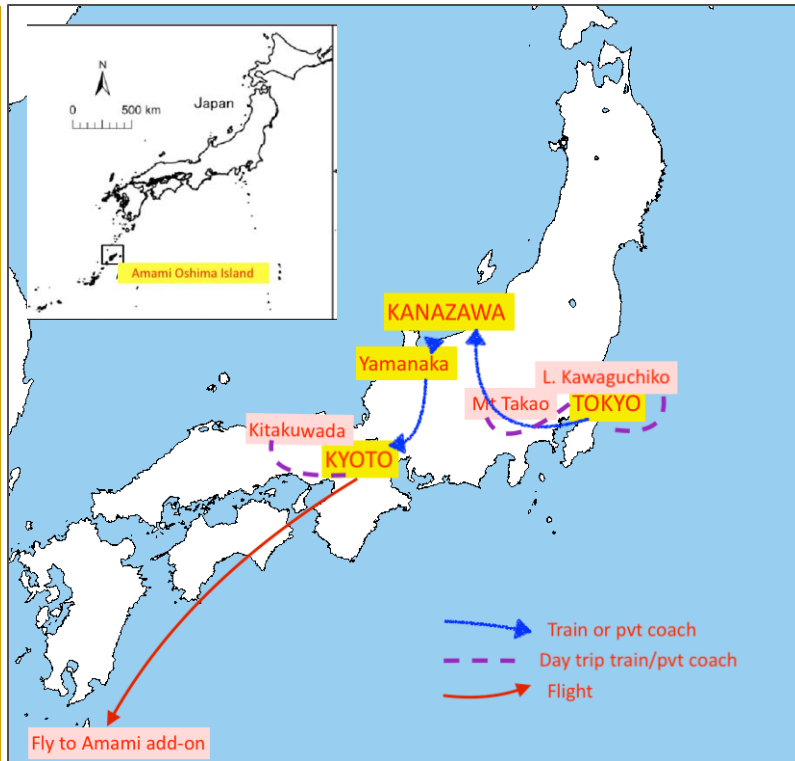 N
Japan
0 500 km
Amami Oshima Island
KANAZAWA
Yamanaka
L. Kawaguchiko
Mt Takao
TOKYO
Kitakuwada
KYOTO
Train or pvt coach
Day trip train/pvt coach
Flight
Fly to Amami add-on